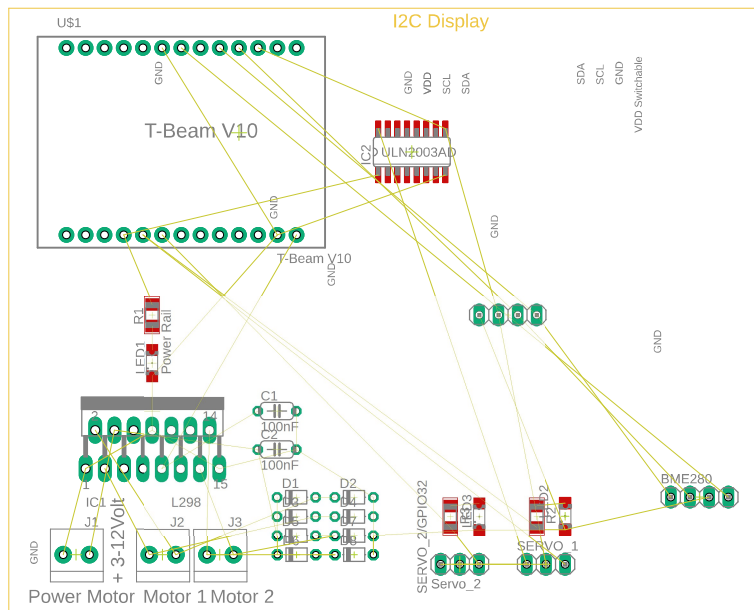 U$1
I2C Display
GND
T-Beam V10
GND
VDD
SCL
SDA
SDA
SCL
GND
VDD Switchable
IC2
ULN2003AD
GND
GND
T-Beam V10
GND
GND
R1
LED1
Power Rail
2
14
1
15
IC1
L298
C1
100nF
C2
100nF
D1
D2
D3
D4
D5
D7
D6
D8
BME280
SERVO_2/GPIO32
R3
LED3
R2
D2
SERVO_1
Servo_2
GND
J1
+ 3-12Volt
J2
J3
Power Motor
Motor 1
Motor 2